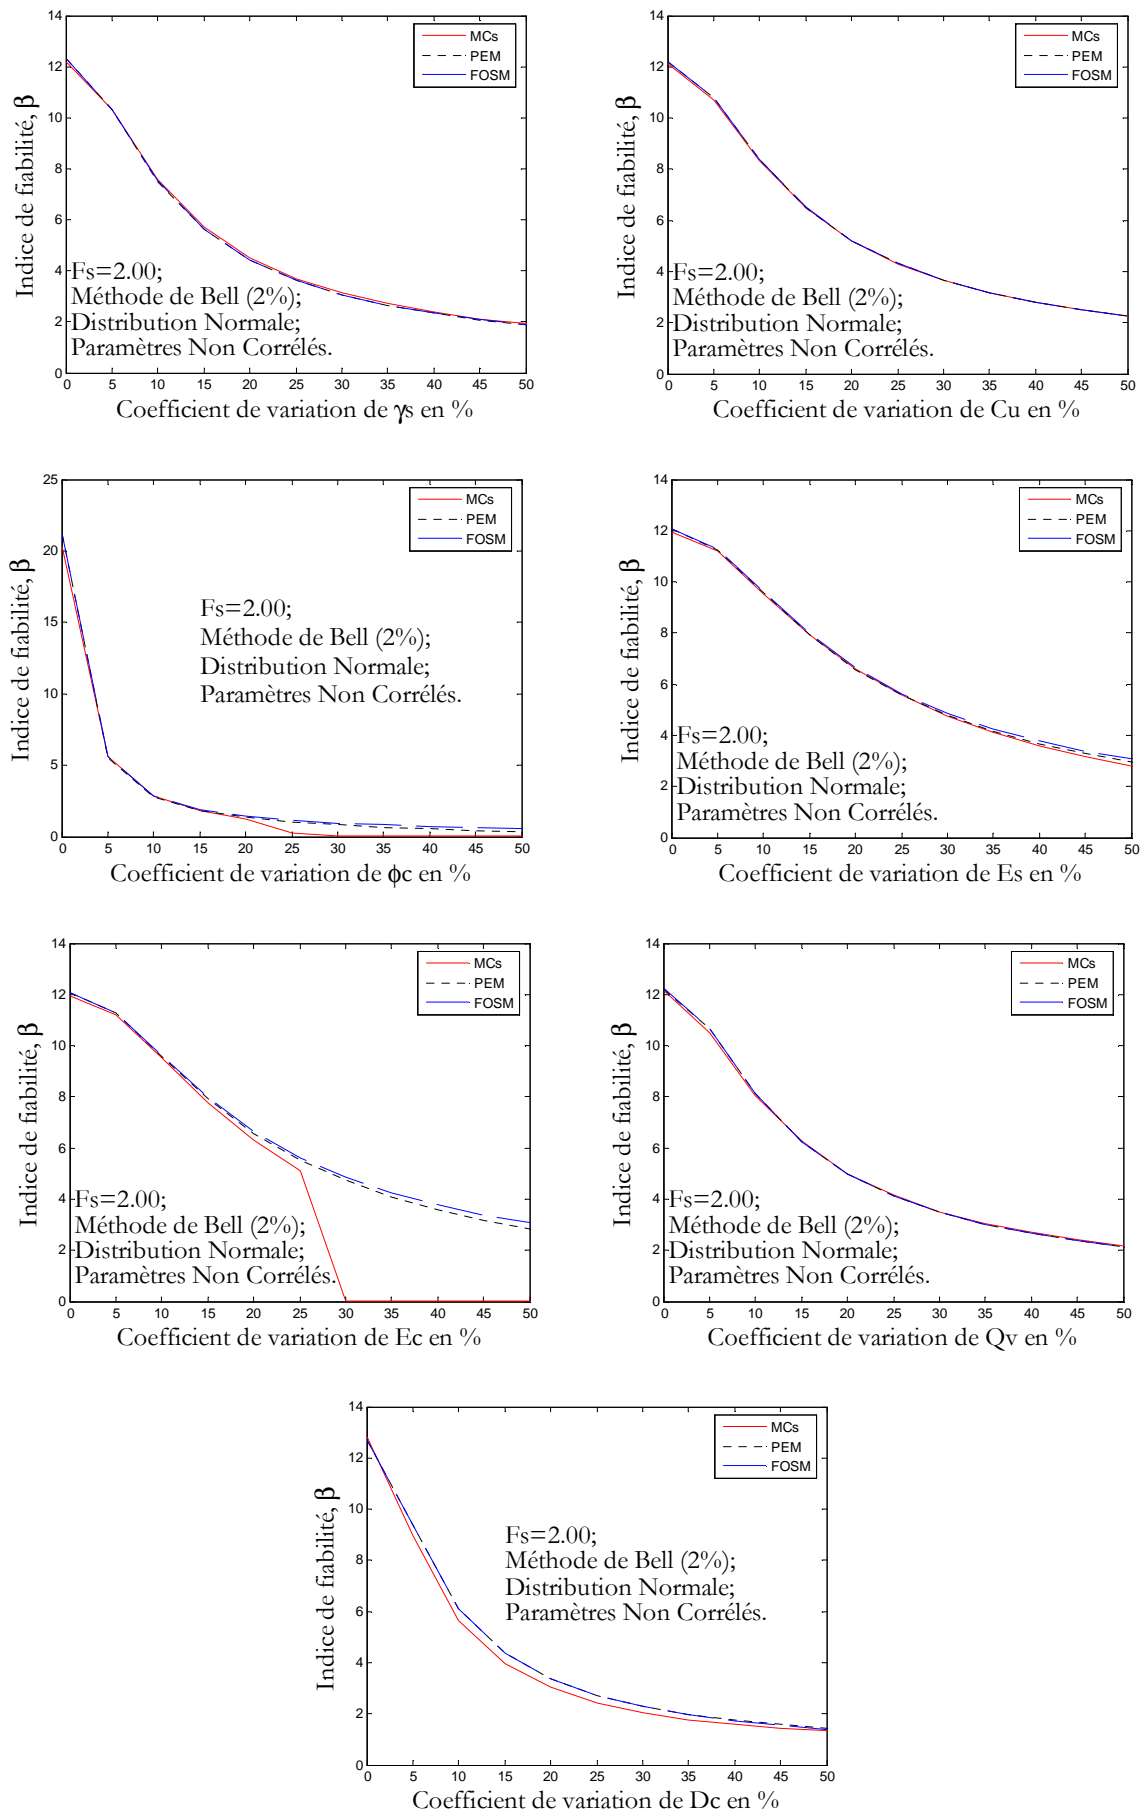 14
12
10
8
6
4
2
0
Indice de fiabilité, β
MCs
PEM
FOSM
Fs=2.00;
Méthode de Bell (2%);
Distribution Normale;
Paramètres Non Corrélés.
0 5 10 15 20 25 30 35 40 45 50
Coefficient de variation de γs en %
14
12
10
8
6
4
2
0
Indice de fiabilité, β
MCs
PEM
FOSM
Fs=2.00;
Méthode de Bell (2%);
Distribution Normale;
Paramètres Non Corrélés.
0 5 10 15 20 25 30 35 40 45 50
Coefficient de variation de Cu en %
25
20
15
10
5
0
Indice de fiabilité, β
MCs
PEM
FOSM
Fs=2.00;
Méthode de Bell (2%);
Distribution Normale;
Paramètres Non Corrélés.
0 5 10 15 20 25 30 35 40 45 50
Coefficient de variation de ϕc en %
14
12
10
8
6
4
2
0
Indice de fiabilité, β
MCs
PEM
FOSM
Fs=2.00;
Méthode de Bell (2%);
Distribution Normale;
Paramètres Non Corrélés.
0 5 10 15 20 25 30 35 40 45 50
Coefficient de variation de Es en %
14
12
10
8
6
4
2
0
Indice de fiabilité, β
MCs
PEM
FOSM
Fs=2.00;
Méthode de Bell (2%);
Distribution Normale;
Paramètres Non Corrélés.
0 5 10 15 20 25 30 35 40 45 50
Coefficient de variation de Ec en %
14
12
10
8
6
4
2
0
Indice de fiabilité, β
MCs
PEM
FOSM
Fs=2.00;
Méthode de Bell (2%);
Distribution Normale;
Paramètres Non Corrélés.
0 5 10 15 20 25 30 35 40 45 50
Coefficient de variation de Qv en %
14
12
10
8
6
4
2
0
Indice de fiabilité, β
MCs
PEM
FOSM
Fs=2.00;
Méthode de Bell (2%);
Distribution Normale;
Paramètres Non Corrélés.
0 5 10 15 20 25 30 35 40 45 50
Coefficient de variation de Dc en %